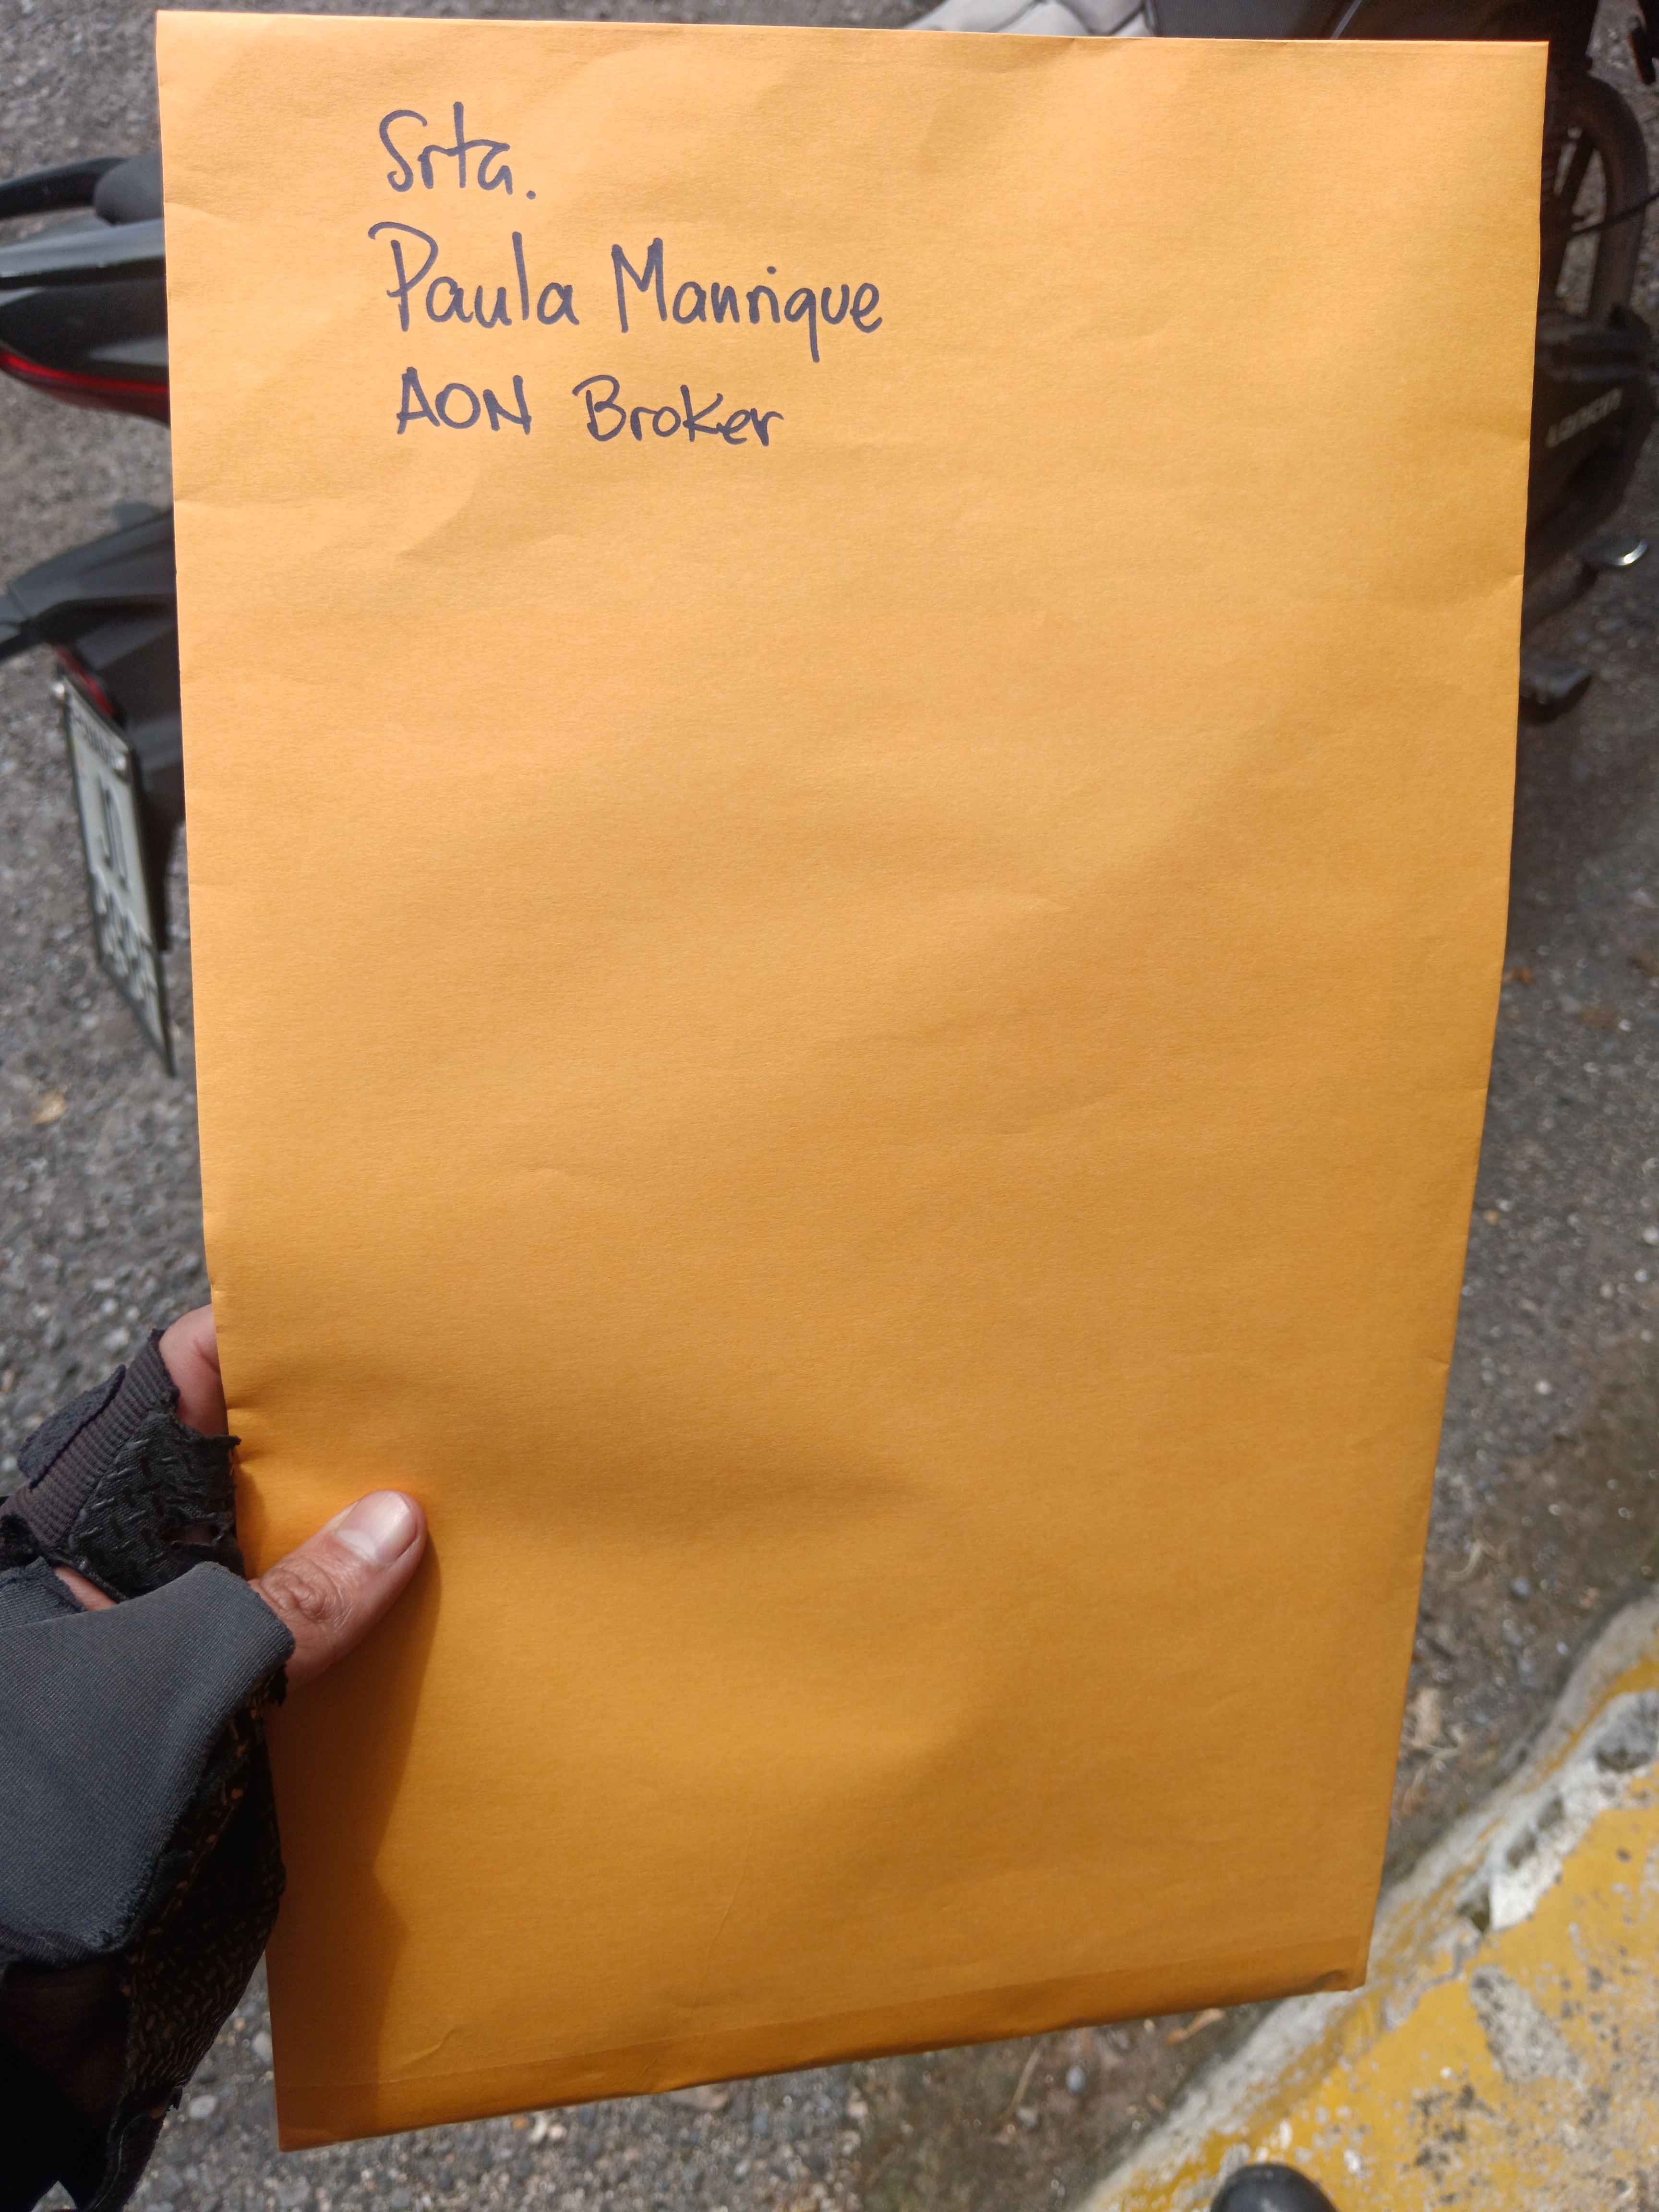 Srta.
Paula Manrique
AON Broker